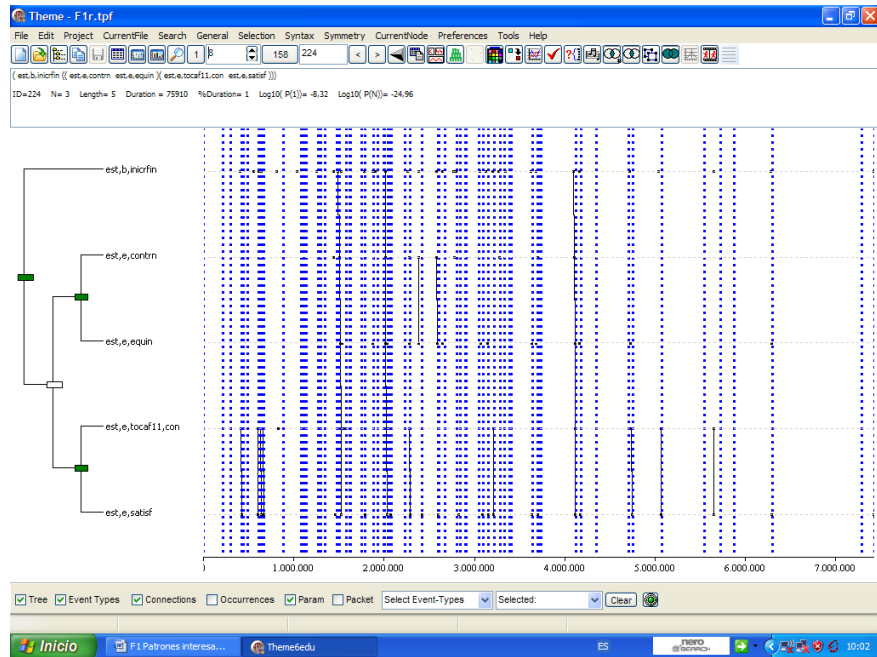 Theme - F1r.tpf
File Edit Project CurrentFile Search General Selection Syntax Symmetry CurrentNode Preferences Tools Help
1 158 224 < >
( est,b,inicrfin (( est,e,contrn est,e,equin )( est,e,tocaf11,con est,e,satisf )))
ID=224 N= 3 Length= 5 Duration = 75910 %Duration= 1 Log10( P(1))= -8,32 Log10( P(N))= -24,96
est,b,inicrfin
est,e,contrn
est,e,equin
est,e,tocaf11,con
est,e,satisf
1.000.000 2.000.000 3.000.000 4.000.000 5.000.000 6.000.000 7.000.000
Tree Event Types Connections Occurrences Param Packet Select Event-Types Selected: Clear
Inicio F1 Patrones interesa... Theme6edu ES nero SEARCH 10:02